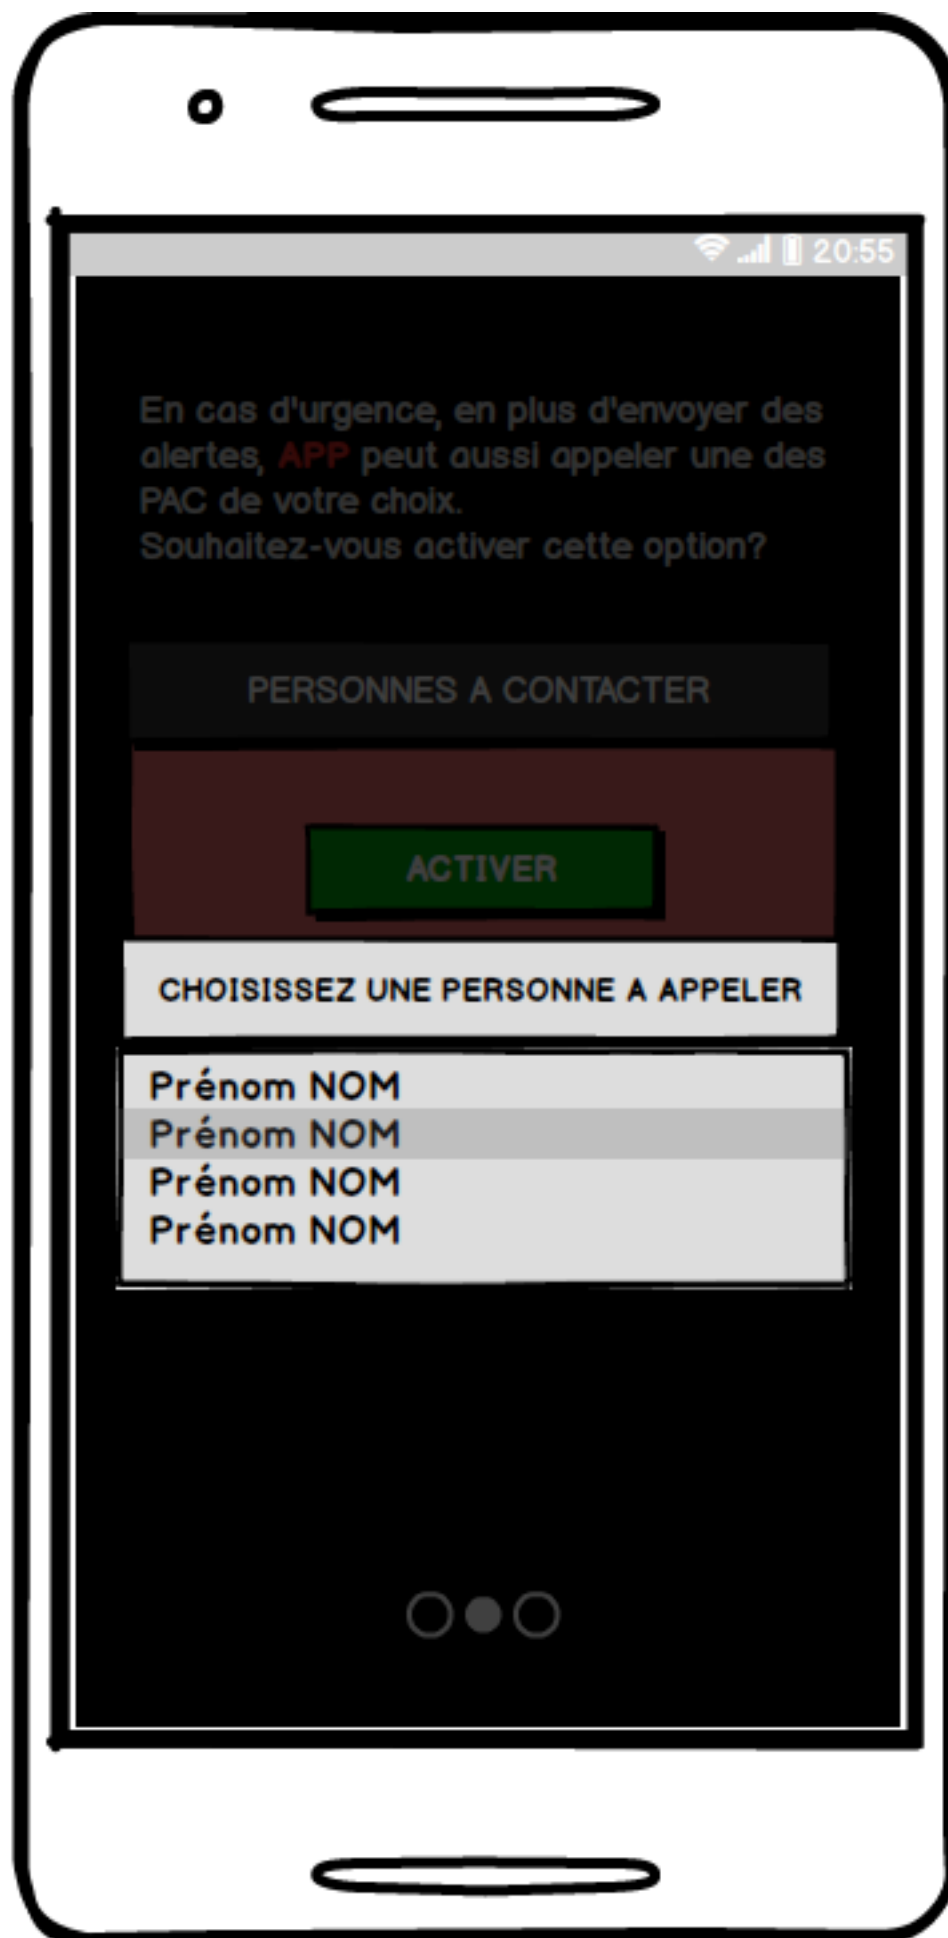 20:55
En cas d'urgence, en plus d'envoyer des
alertes, APP peut aussi appeler une des
PAC de votre choix.
Souhaitez-vous activer cette option?
PERSONNES A CONTACTER
ACTIVER
CHOISISSEZ UNE PERSONNE A APPELER
Prénom NOM
Prénom NOM
Prénom NOM
Prénom NOM